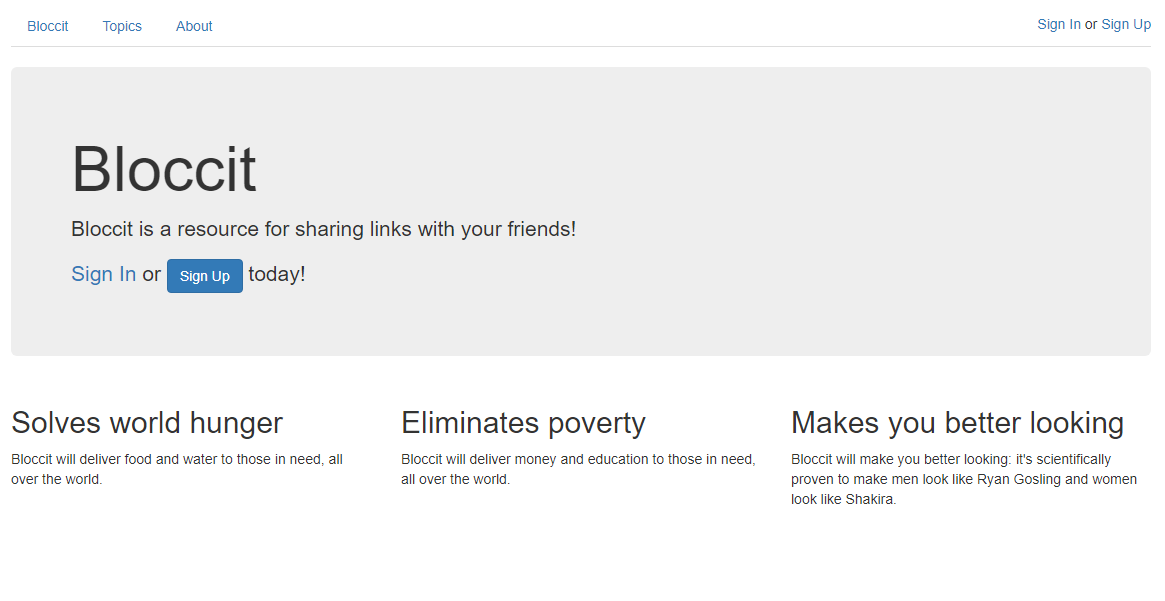 Bloccit Topics About Sign In or Sign Up
Bloccit
Bloccit is a resource for sharing links with your friends!
Sign In or Sign Up today!
Solves world hunger
Bloccit will deliver food and water to those in need, all
over the world.
Eliminates poverty
Bloccit will deliver money and education to those in need,
all over the world.
Makes you better looking
Bloccit will make you better looking: it's scientifically
proven to make men look like Ryan Gosling and women
look like Shakira.